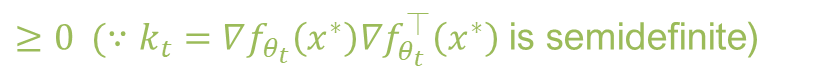 ≥ 0 (∵ k_t = ∇f_{θ_t}(x*)∇f_{θ_t}^⊤(x*) is semidefinite)